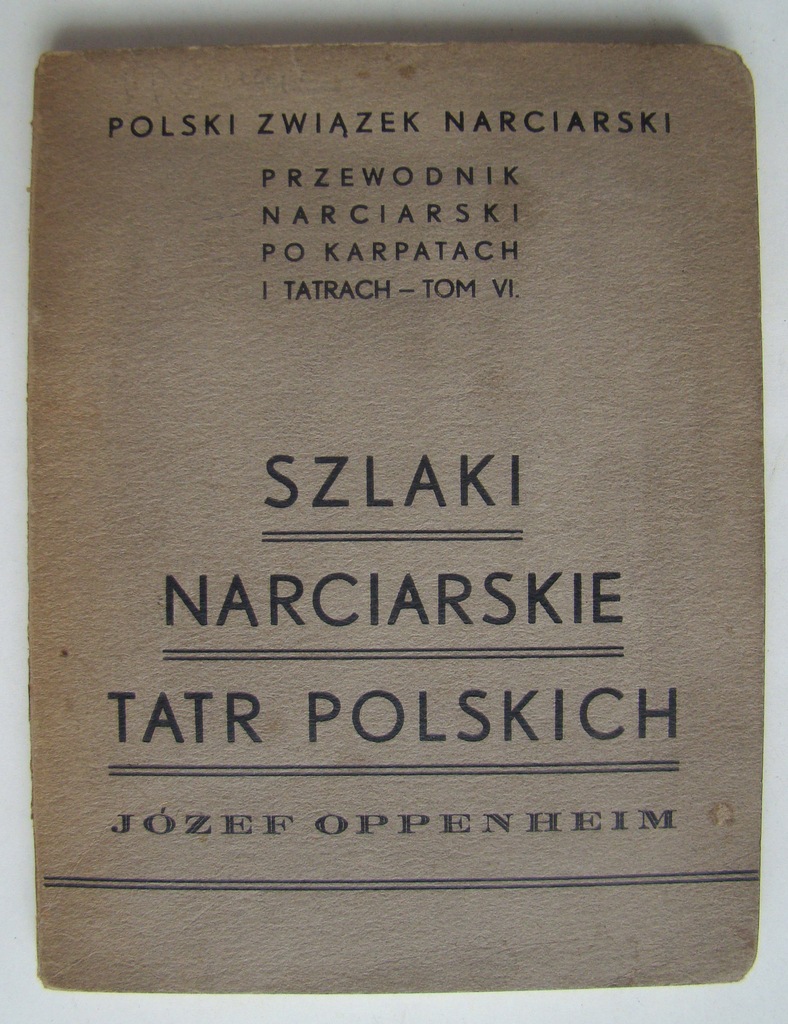 POLSKI ZWIĄZEK NARCIARSKI
PRZEWODNIK
NARCIARSKI
PO KARPATACH
I TATRACH – TOM VI.
SZLAKI
NARCIARSKIE
TATR POLSKICH
JÓZEF OPPENHEIM